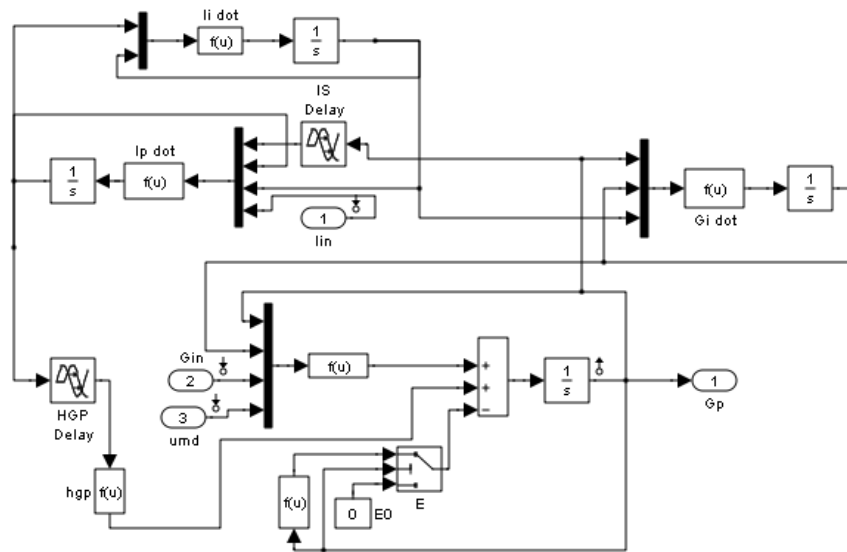 Ii dot
f(u)
1
s
IS
Delay
Ip dot
1
s
f(u)
1
Iin
f(u)
Gi dot
1
s
Gin
2
3
umd
f(u)
+
+
−
1
s
1
Gp
HGP
Delay
hgp
f(u)
f(u)
0
E0
E